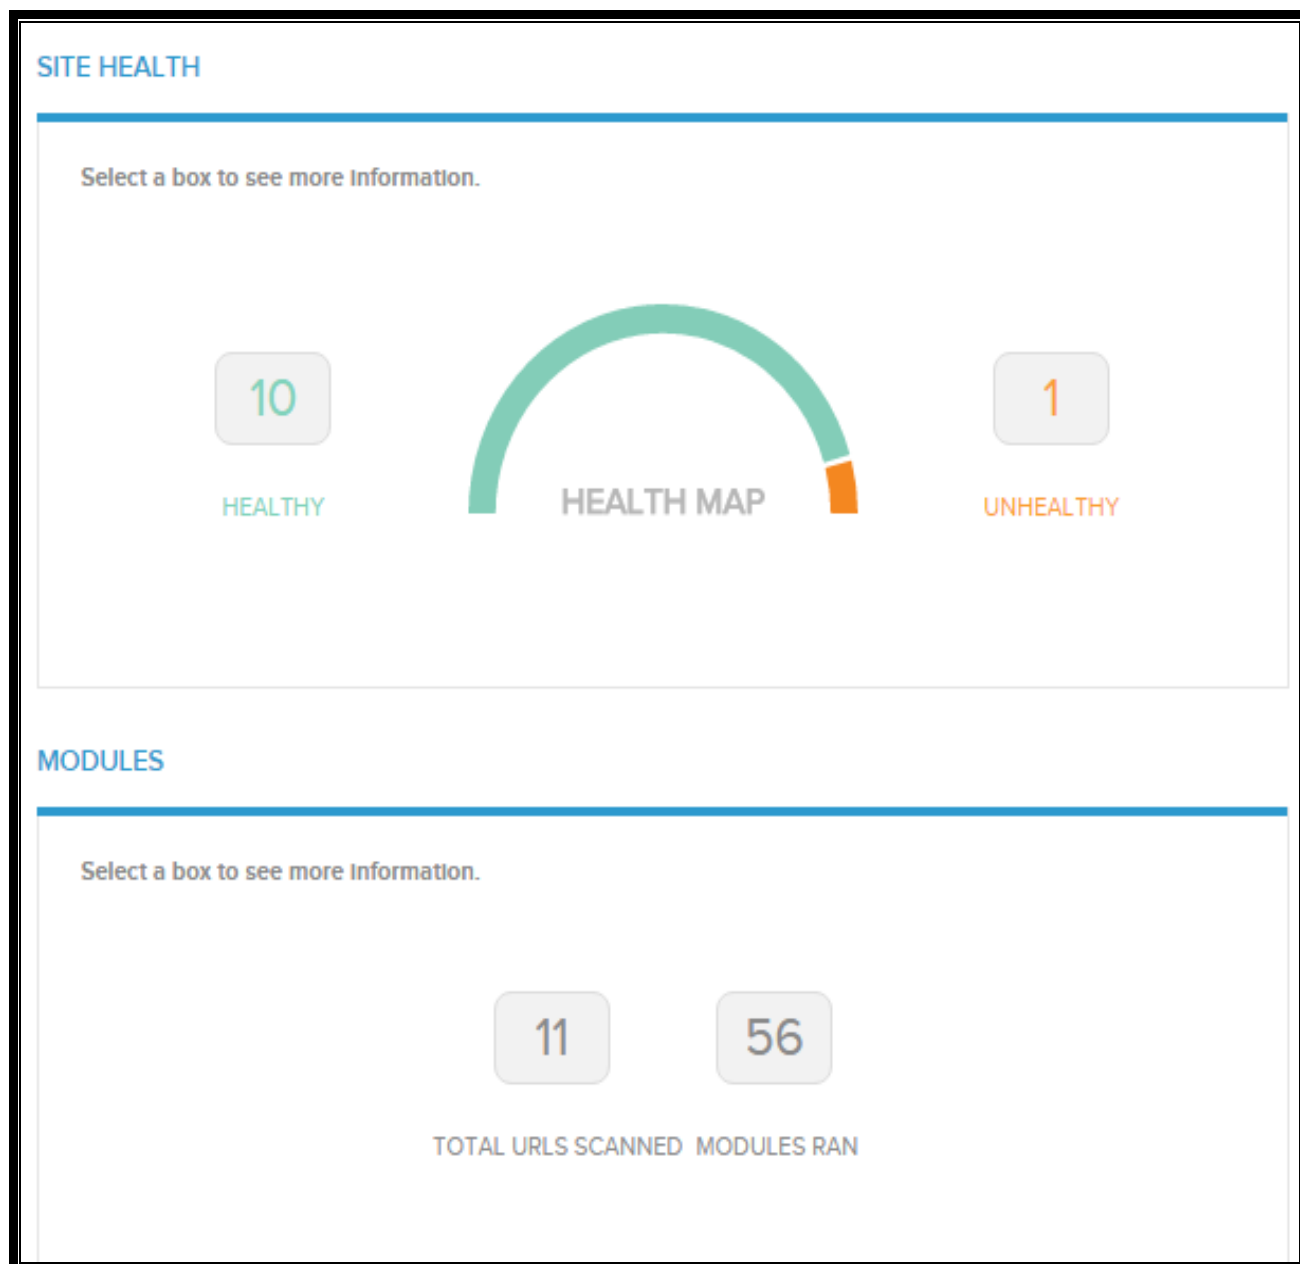 SITE HEALTH
Select a box to see more information.
10
1
HEALTHY
HEALTH MAP
UNHEALTHY
MODULES
Select a box to see more information.
11
56
TOTAL URLS SCANNED
MODULES RAN